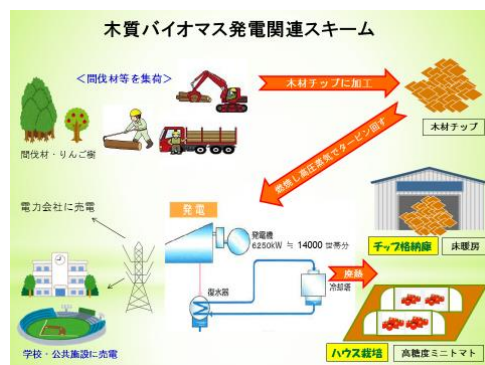 木質バイオマス発電関連スキーム
＜間伐材等を集荷＞
木材チップに加工
木材チップ
間伐材・りんご樹
燃焼し高圧蒸気でタービン回す
電力会社に売電
発電
発電機
6250kW ≒ 14000 世帯分
チップ格納庫
床暖房
復水器
廃熱
冷却塔
学校・公共施設に売電
ハウス栽培
高糖度ミニトマト